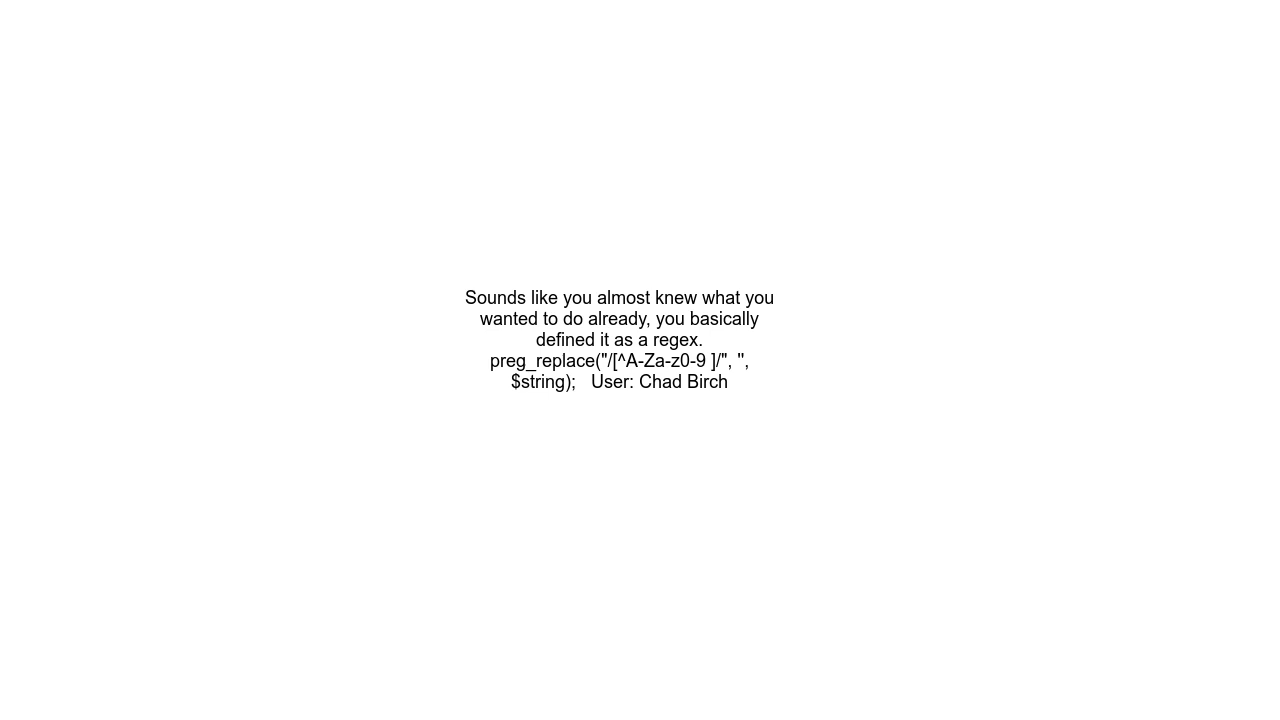 Sounds like you almost knew what you
wanted to do already, you basically
defined it as a regex.
preg_replace("/[^A-Za-z0-9 ]/", '',
$string);   User: Chad Birch